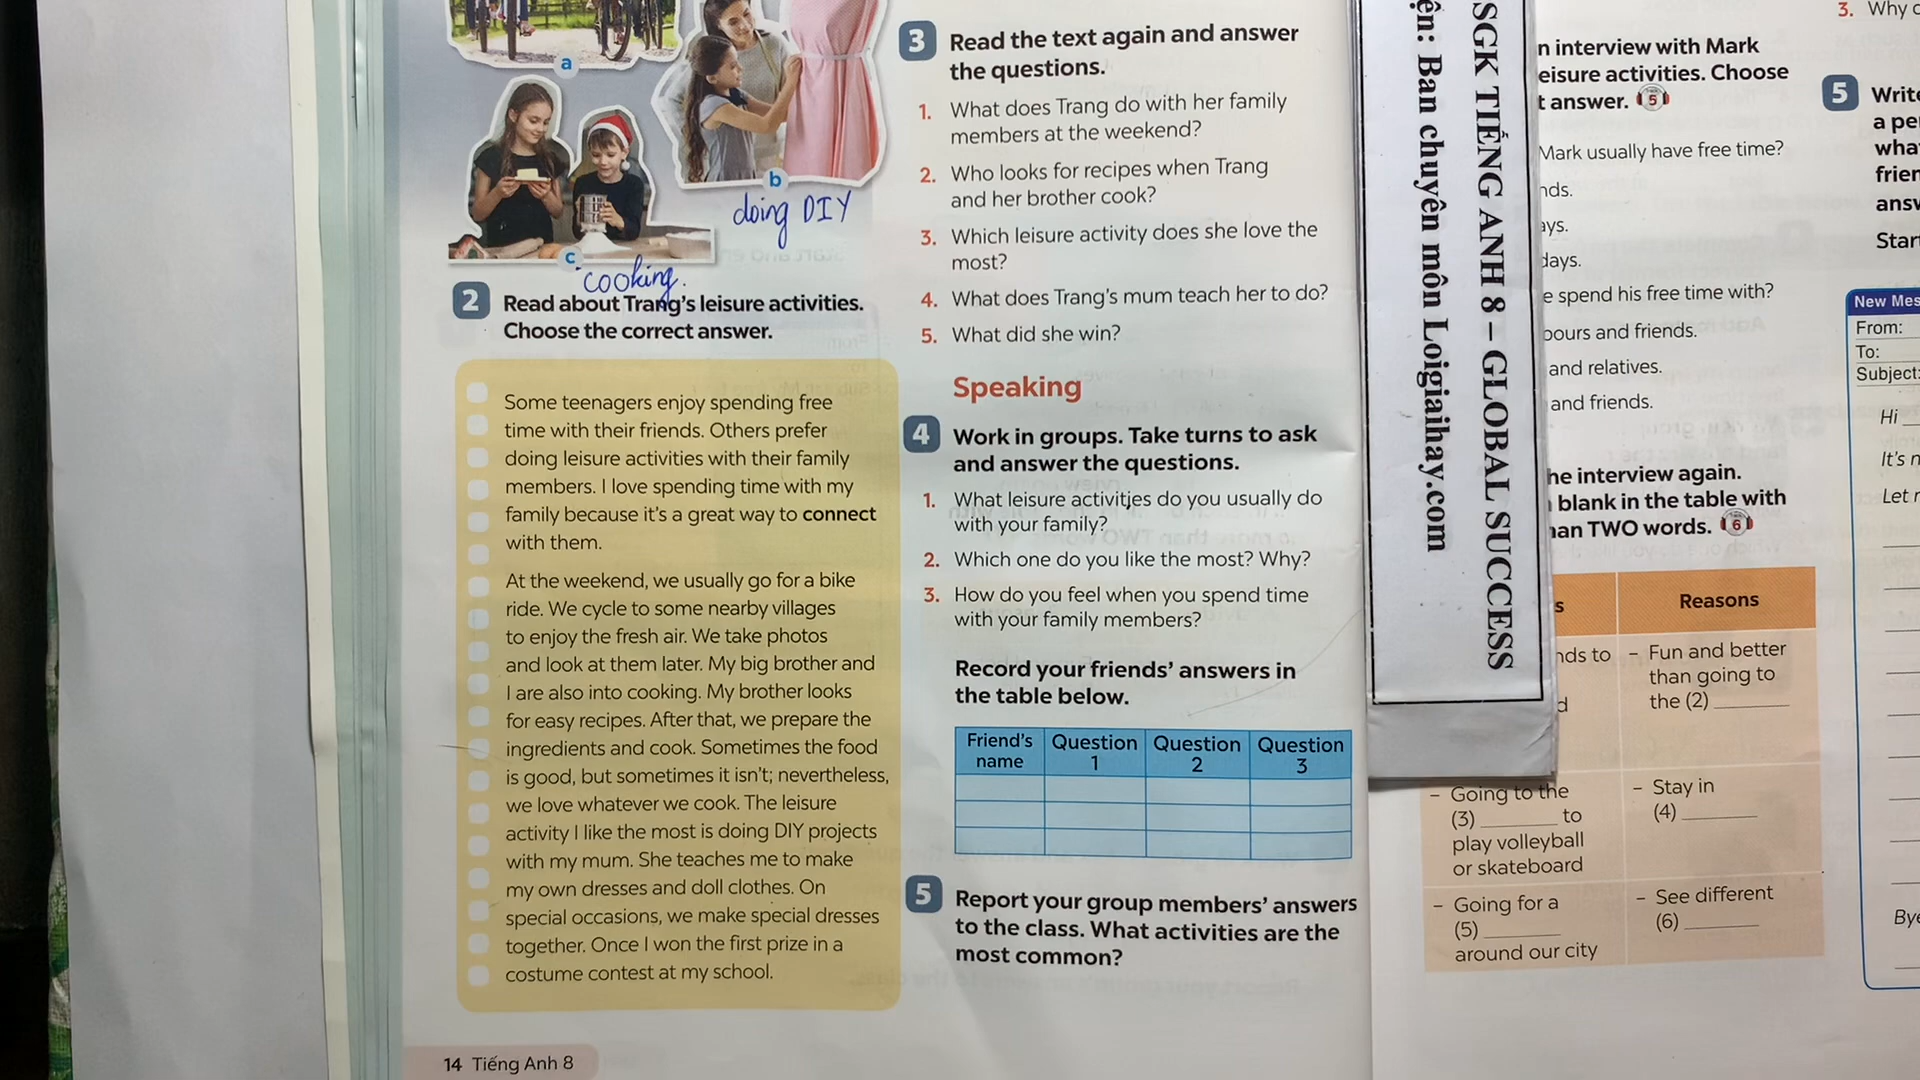 a
b
doing DIY
c
cooking.
2 Read about Trang's leisure activities.
Choose the correct answer.
Some teenagers enjoy spending free
time with their friends. Others prefer
doing leisure activities with their family
members. I love spending time with my
family because it's a great way to connect
with them.
At the weekend, we usually go for a bike
ride. We cycle to some nearby villages
to enjoy the fresh air. We take photos
and look at them later. My big brother and
I are also into cooking. My brother looks
for easy recipes. After that, we prepare the
ingredients and cook. Sometimes the food
is good, but sometimes it isn't; nevertheless,
we love whatever we cook. The leisure
activity I like the most is doing DIY projects
with my mum. She teaches me to make
my own dresses and doll clothes. On
special occasions, we make special dresses
together. Once I won the first prize in a
costume contest at my school.
14 Tiếng Anh 8
3 Read the text again and answer
the questions.
1. What does Trang do with her family
members at the weekend?
2. Who looks for recipes when Trang
and her brother cook?
3. Which leisure activity does she love the
most?
4. What does Trang's mum teach her to do?
5. What did she win?
Speaking
4 Work in groups. Take turns to ask
and answer the questions.
1. What leisure activities do you usually do
with your family?
2. Which one do you like the most? Why?
3. How do you feel when you spend time
with your family members?
Record your friends' answers in
the table below.
Friend's name Question 1 Question 2 Question 3
5 Report your group members' answers
to the class. What activities are the
most common?
SGK TIẾNG ANH 8 – GLOBAL SUCCESS
Ban chuyên môn Loigiaihay.com
n interview with Mark
eisure activities. Choose
t answer. 5
Mark usually have free time?
nds.
ays.
days.
e spend his free time with?
bours and friends.
and relatives.
and friends.
he interview again.
blank in the table with
han TWO words. 6
s Reasons
nds to – Fun and better
than going to
d the (2) ____
– Going to the – Stay in
(3) ____ to (4) ____
play volleyball
or skateboard
– Going for a – See different
(5) ____ (6) ____
around our city
3. Why
5 Write
a pe
wha
frien
answ
Start
New Mes
From:
To:
Subject:
Hi
It's n
Let
Bye